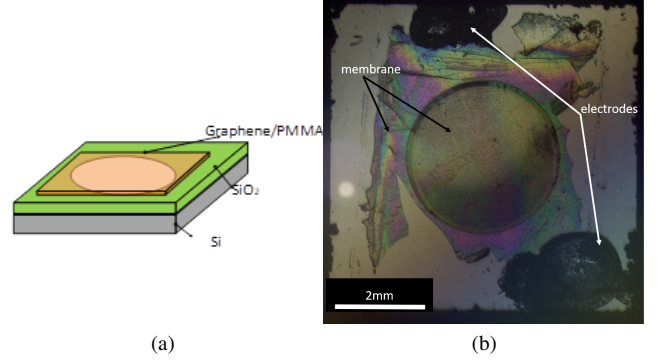 Graphene/PMMA
SiO₂
Si
(a)
membrane
electrodes
2mm
(b)